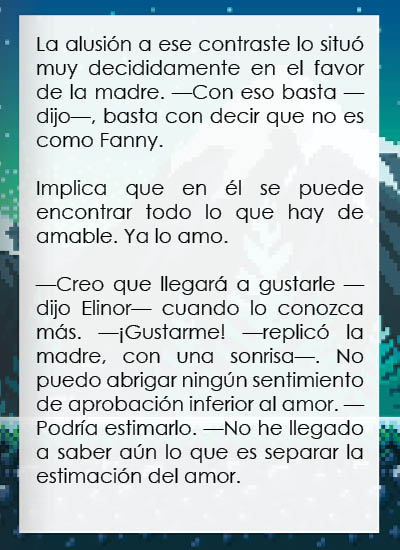 La alusión a ese contraste lo situó
muy decididamente en el favor
de la madre. —Con eso basta —
dijo—, basta con decir que no es
como Fanny.
Implica que en él se puede
encontrar todo lo que hay de
amable. Ya lo amo.
—Creo que llegará a gustarle —
dijo Elinor— cuando lo conozca
más. —¡Gustarme! —replicó la
madre, con una sonrisa—. No
puedo abrigar ningún sentimiento
de aprobación inferior al amor. —
Podría estimarlo. —No he llegado
a saber aún lo que es separar la
estimación del amor.